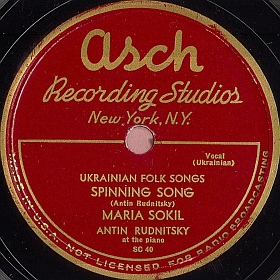 asch
Recording Studios
New York, N.Y.
Vocal
(Ukrainian)
UKRAINIAN FOLK SONGS
SPINNING SONG
(Antin Rudnitsky)
MARIA SOKIL
ANTIN RUDNITSKY
at the piano
SC 40
MADE IN U.S.A. NOT LICENSED FOR RADIO BROADCASTING